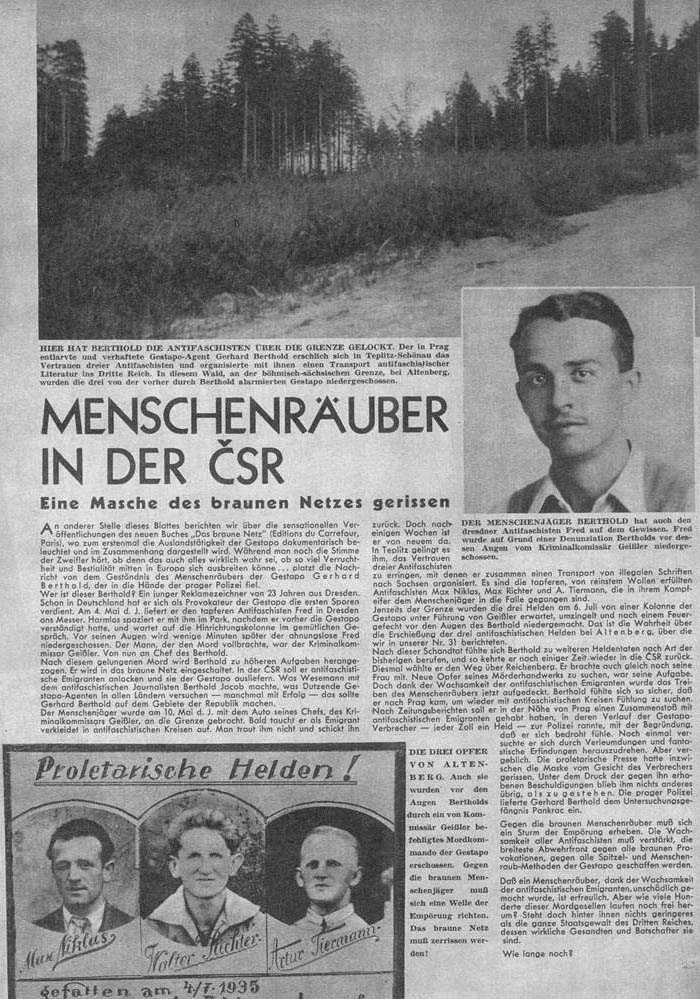 HIER HAT BERTHOLD DIE ANTIFASCHISTEN ÜBER DIE GRENZE GELOCKT. Der in Prag
entlarvte und verhaftete Gestapo-Agent Gerhard Berthold erschlich sich in Teplitz-Schönau das
Vertrauen dreier Antifaschisten und organisierte mit ihnen einen Transport antifaschistischer
Literatur ins Dritte Reich. In diesem Wald, an der böhmisch-sächsischen Grenze, bei Altenberg,
wurden die drei von der vorher durch Berthold alarmierten Gestapo niedergeschossen.
MENSCHENRÄUBER
IN DER ČSR
Eine Masche des braunen Netzes gerissen
An anderer Stelle dieses Blattes berichten wir über die sensationellen Ver-
öffentlichungen des neuen Buches „Das braune Netz" (Editions du Carrefour,
Paris), wo zum erstenmal die Auslandstätigkeit der Gestapo dokumentarisch be-
leuchtet und im Zusammenhang dargestellt wird. Während man noch die Stimme
der Zweifler hört, ob denn das auch alles wirklich wahr sei, ob so viel Verrucht-
heit und Bestialität mitten in Europa sich ausbreiten könne ... platzt die Nach-
richt von dem Geständnis des Menschenräubers der Gestapo Gerhard
Berthold, der in die Hände der prager Polizei fiel.
Wer ist dieser Berthold? Ein junger Reklamezeichner von 23 Jahren aus Dresden.
Schon in Deutschland hat er sich als Provokateur der Gestapo die ersten Sporen
verdient. Am 4. Mai d. J. liefert er den tapferen Antifaschisten Fred in Dresden
ans Messer. Harmlos spaziert er mit ihm im Park, nachdem er vorher die Gestapo
verständigt hatte, und wartet auf die Hinrichtungskolonne im gemütlichen Ge-
spräch. Vor seinen Augen wird wenige Minuten später der ahnungslose Fred
niedergeschossen. Der Mann, der den Mord vollbrachte, war der Kriminalkom-
missar Geißler. Von nun an Chef des Berthold.
Nach diesem gelungenen Mord wird Berthold zu höheren Aufgaben herange-
zogen. Er wird in das braune Netz eingeschaltet. In der ČSR soll er antifaschisti-
sche Emigranten anlocken und sie der Gestapo ausliefern. Was Wesemann mit
dem antifaschistischen Journalisten Berthold Jacob machte, was Dutzende Ge-
stapo-Agenten in allen Ländern versuchen — manchmal mit Erfolg — das sollte
Gerhard Berthold auf dem Gebiete der Republik machen.
Der Menschenjäger wurde am 10. Mai d. J. mit dem Auto seines Chefs, des Kri-
minalkommissars Geißler, an die Grenze gebracht. Bald taucht er als Emigrant
verkleidet in antifaschistischen Kreisen auf. Man traut ihm nicht und schickt ihn
zurück. Doch nach
einigen Wochen ist
er von neuem da.
In Teplitz gelingt es
ihm, das Vertrauen
dreier Antifaschisten
DER MENSCHENJÄGER BERTHOLD hat auch den
dresdner Antifaschisten Fred auf dem Gewissen. Fred
wurde auf Grund einer Denunziation Bertholds vor des-
sen Augen vom Kriminalkomissär Geißler niederge-
schossen.
zu erringen, mit denen er zusammen einen Transport von illegalen Schriften
nach Sachsen organisiert. Es sind die tapferen, von reinstem Wollen erfüllten
Antifaschisten Max Niklas, Max Richter und A. Tiermann, die in ihrem Kampf-
eifer dem Menschenjäger in die Falle gegangen sind.
Jenseits der Grenze wurden die drei Helden am 6. Juli von einer Kolonne der
Gestapo unter Führung von Geißler erwartet, umzingelt und nach einem Feuer-
gefecht vor den Augen des Berthold niedergemacht. Das ist die Wahrheit über
die Erschießung der drei antifaschistischen Helden bei Altenberg, über die
wir in unserer Nr. 31 berichteten.
Nach dieser Schandtat fühlte sich Berthold zu weiteren Heldentaten nach Art der
bisherigen berufen, und so kehrte er nach einiger Zeit wieder in die ČSR zurück.
Diesmal wählte er den Weg über Reichenberg. Er brachte auch gleich noch seine
Frau mit. Neue Opfer seines Mörderhandwerks zu suchen, war seine Aufgabe.
Doch dank der Wachsamkeit der antifaschistischen Emigranten wurde das Trei-
ben des Menschenräubers jetzt aufgedeckt. Berthold fühlte sich so sicher, daß
er nach Prag kam, um wieder mit antifaschistischen Kreisen Fühlung zu suchen.
Nach Zeitungsberichten soll er in der Nähe von Prag einen Zusammenstoß mit
antifaschistischen Emigranten gehabt haben, in deren Verlauf der Gestapo-
Verbrecher — jeder Zoll ein Held — zur Polizei rannte, mit der Begründung,
daß er sich bedroht fühle. Noch einmal ver-
suchte er sich durch Verleumdungen und fanta-
stische Erfindungen herauszudrehen. Aber ver-
geblich. Die proletarische Presse hatte inzwi-
schen die Maske vom Gesicht des Verbrechers
gerissen. Unter dem Druck der gegen ihn erho-
benen Beschuldigungen blieb ihm nichts anderes
übrig, als zu gestehen. Die prager Polizei
lieferte Gerhard Berthold dem Untersuchungsge-
fängnis Pankrac ein.
Gegen die braunen Menschenräuber muß sich
ein Sturm der Empörung erheben. Die Wach-
samkeit aller Antifaschisten muß verstärkt, die
breiteste Abwehrfront gegen alle braunen Pro-
vokationen, gegen alle Spitzel- und Menschen-
raub-Methoden der Gestapo geschaffen werden.
Daß ein Menschenräuber, dank der Wachsamkeit
der antifaschistischen Emigranten, unschädlich ge-
macht wurde, ist erfreulich. Aber wie viele Hun-
derte dieser Mordgesellen laufen noch frei her-
um? Steht doch hinter ihnen nichts geringeres
als die ganze Staatsgewalt des Dritten Reiches,
dessen wirkliche Gesandten und Botschafter sie
sind.
Wie lange noch?
DIE DREI OPFER
VON ALTEN-
BERG. Auch sie
wurden vor den
Augen Bertholds
durch ein von Kom-
missär Geißler be-
fehligtes Mordkom-
mando der Gestapo
erschossen. Gegen
die braunen Men-
schenjäger muß
sich eine Welle der
Empörung richten.
Das braune Netz
muß zerrissen wer-
den!
Proletarische Helden!
Max Niklas
Walter Richter
Artur Tiermann
gefallen am 4/7. 1935